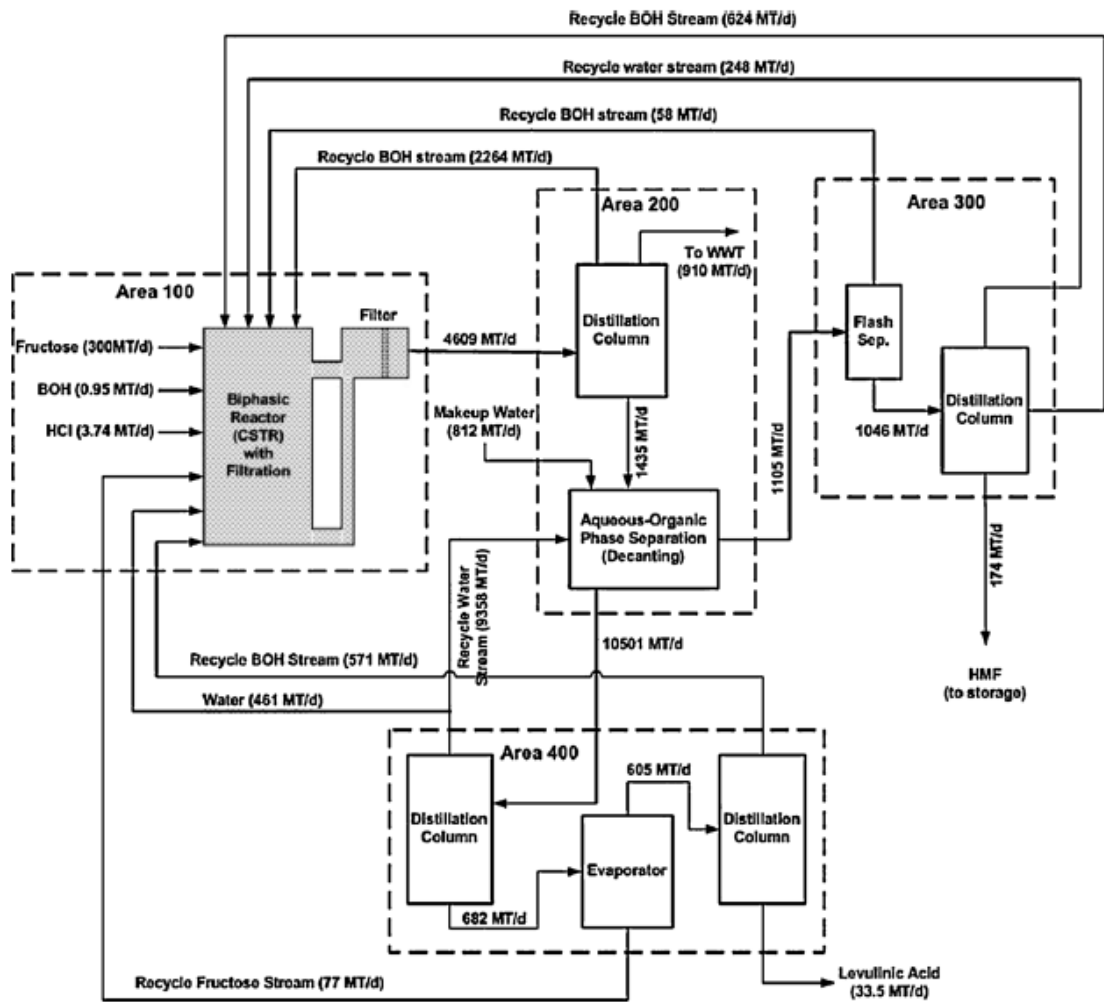 Recycle BOH Stream (624 MT/d)
Recycle water stream (248 MT/d)
Recycle BOH stream (58 MT/d)
Recycle BOH stream (2264 MT/d)
Area 200
Area 300
To WWT
(910 MT/d)
Area 100
Filter
Fructose (300MT/d)
BOH (0.95 MT/d)
HCl (3.74 MT/d)
Biphasic
Reactor
(CSTR)
with
Filtration
4609 MT/d
Distillation
Column
Flash
Sep.
Distillation
Column
Makeup Water
(812 MT/d)
1435 MT/d
1105 MT/d
1046 MT/d
Aqueous-Organic
Phase Separation
(Decanting)
174 MT/d
Recycle Water
Stream (9358 MT/d)
10501 MT/d
HMF
(to storage)
Recycle BOH Stream (571 MT/d)
Water (461 MT/d)
Area 400
605 MT/d
Distillation
Column
Evaporator
Distillation
Column
682 MT/d
Recycle Fructose Stream (77 MT/d)
Levulinic Acid
(33.5 MT/d)